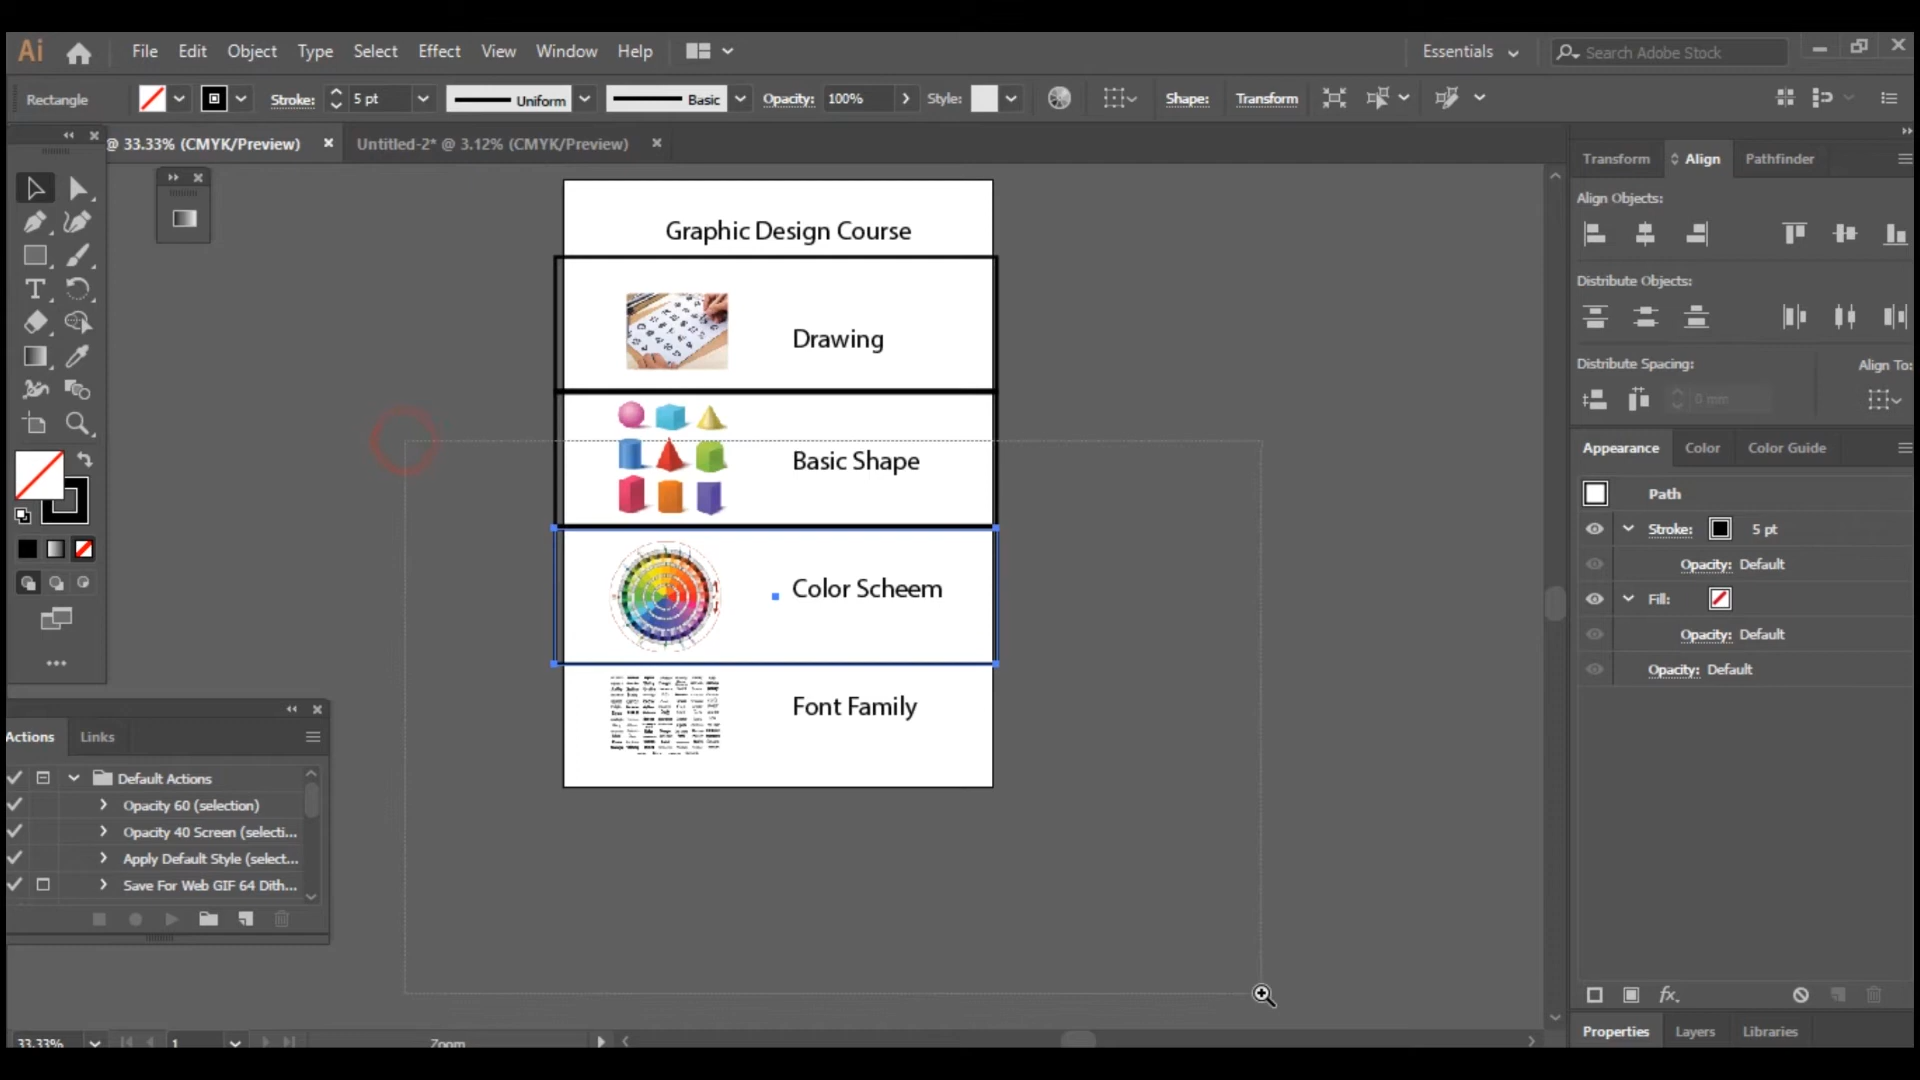 Ai File Edit Object Type Select Effect View Window Help Essentials Search Adobe Stock
Rectangle Stroke: 5 pt Uniform Basic Opacity: 100% Style: Shape: Transform
@ 33.33% (CMYK/Preview) × Untitled-2* @ 3.12% (CMYK/Preview) ×
Transform Align Pathfinder
Align Objects:
Distribute Objects:
Distribute Spacing: Align To:
0 mm
Appearance Color Color Guide
Path
Stroke: 5 pt
Opacity: Default
Fill:
Opacity: Default
Opacity: Default
fx.
Properties Layers Libraries
Graphic Design Course
Drawing
Basic Shape
Color Scheem
Font Family
Actions Links
Default Actions
Opacity 60 (selection)
Opacity 40 Screen (selecti...
Apply Default Style (select...
Save For Web GIF 64 Dith...
33.33% 1 Zoom